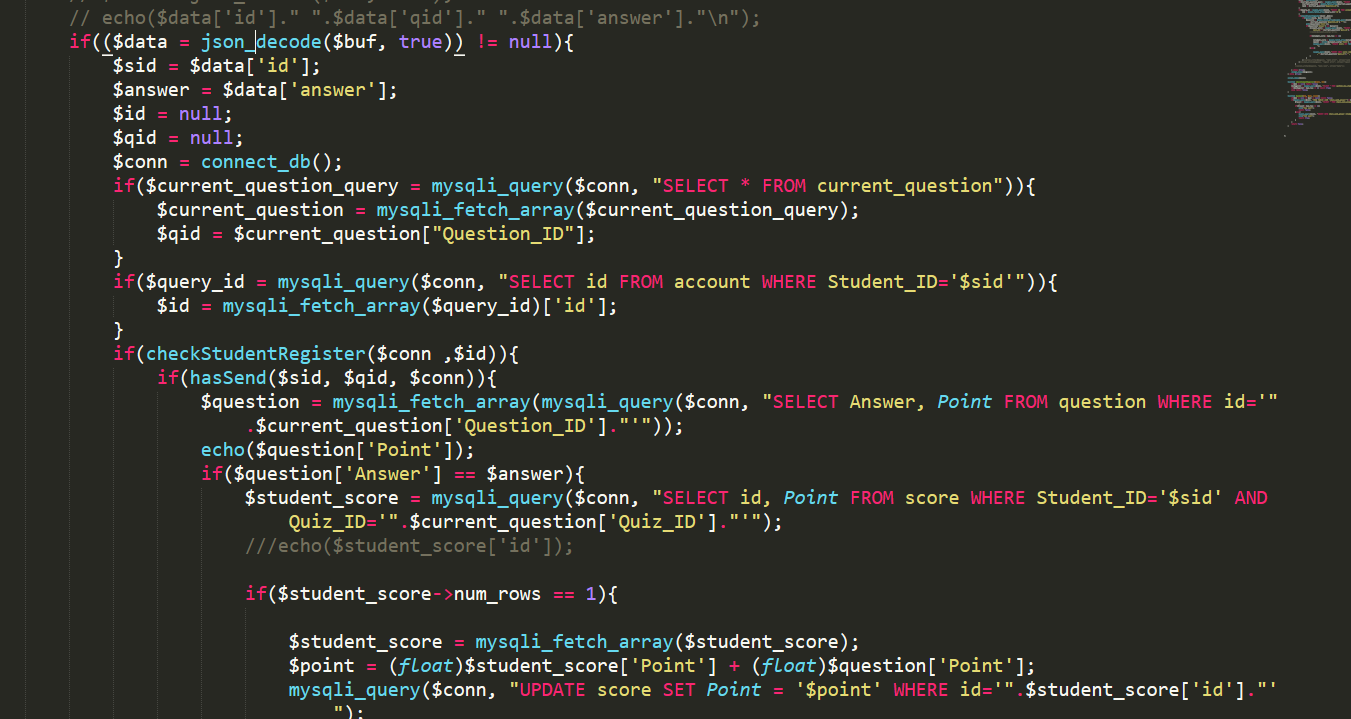 // echo($data['id']." ".$data['qid']." ".$data['answer']."\n");
if(($data = json_decode($buf, true)) != null){
$sid = $data['id'];
$answer = $data['answer'];
$id = null;
$qid = null;
$conn = connect_db();
if($current_question_query = mysqli_query($conn, "SELECT * FROM current_question")){
$current_question = mysqli_fetch_array($current_question_query);
$qid = $current_question["Question_ID"];
}
if($query_id = mysqli_query($conn, "SELECT id FROM account WHERE Student_ID='$sid'")){
$id = mysqli_fetch_array($query_id)['id'];
}
if(checkStudentRegister($conn ,$id)){
if(hasSend($sid, $qid, $conn)){
$question = mysqli_fetch_array(mysqli_query($conn, "SELECT Answer, Point FROM question WHERE id='"
.$current_question['Question_ID']."'"));
echo($question['Point']);
if($question['Answer'] == $answer){
$student_score = mysqli_query($conn, "SELECT id, Point FROM score WHERE Student_ID='$sid' AND
Quiz_ID='".$current_question['Quiz_ID']."'");
///echo($student_score['id']);
if($student_score->num_rows == 1){
$student_score = mysqli_fetch_array($student_score);
$point = (float)$student_score['Point'] + (float)$question['Point'];
mysqli_query($conn, "UPDATE score SET Point = '$point' WHERE id='".$student_score['id']."'
");